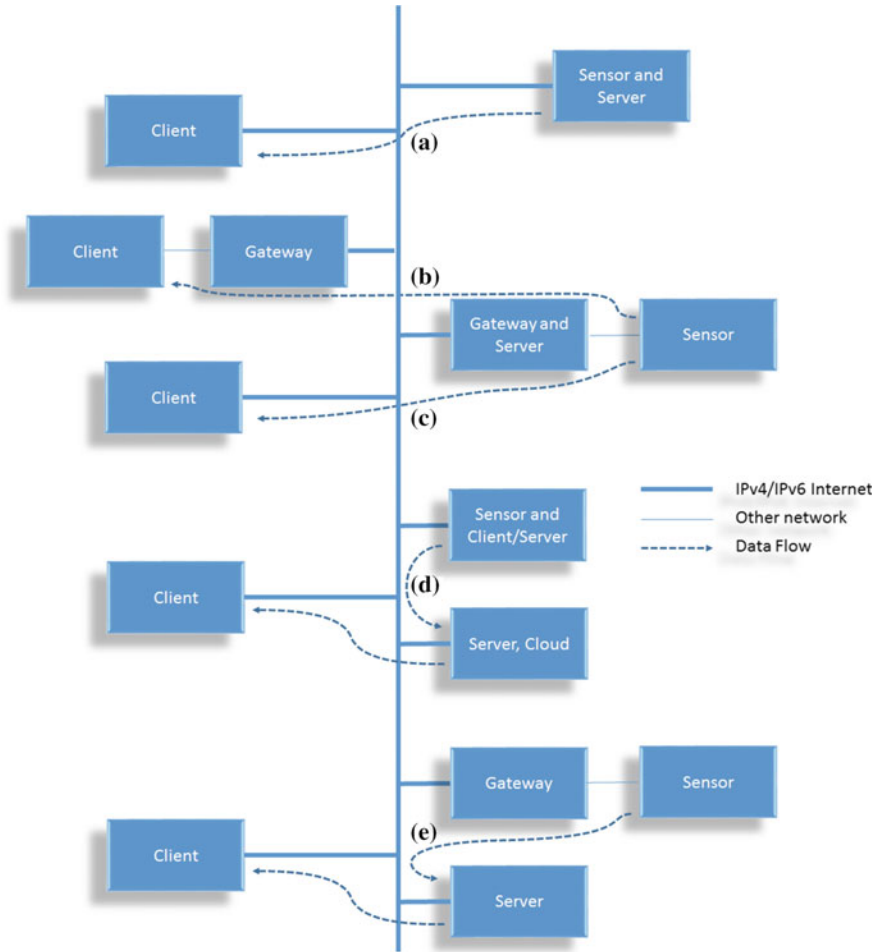 Sensor and
Server
Client
(a)
Client
Gateway
(b)
Gateway and
Server
Sensor
Client
(c)
Sensor and
Client/Server
IPv4/IPv6 Internet
Other network
Data Flow
(d)
Client
Server, Cloud
Gateway
Sensor
(e)
Client
Server